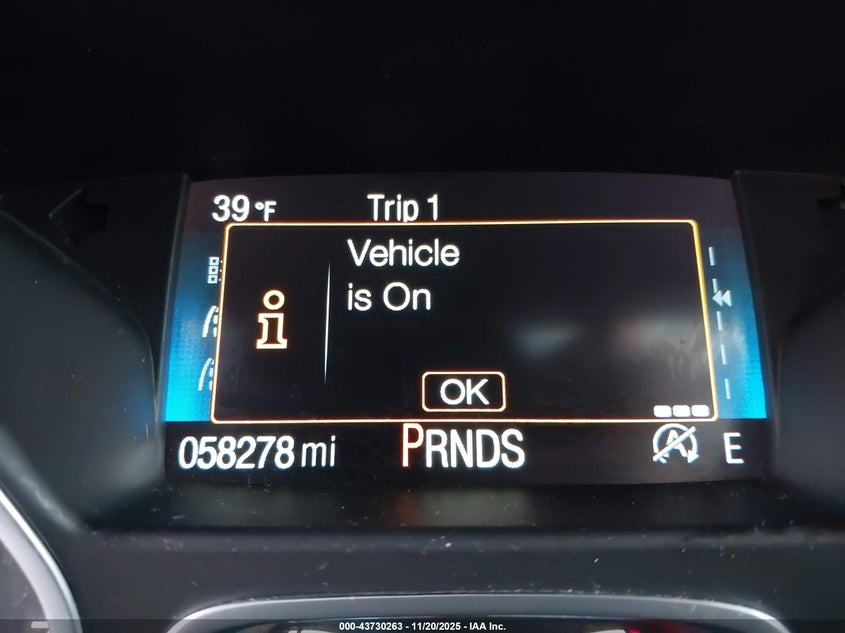 39 °F Trip 1
Vehicle
is On
OK
058278 mi PRNDS A E
000-43730263 - 11/20/2025 - IAA Inc.